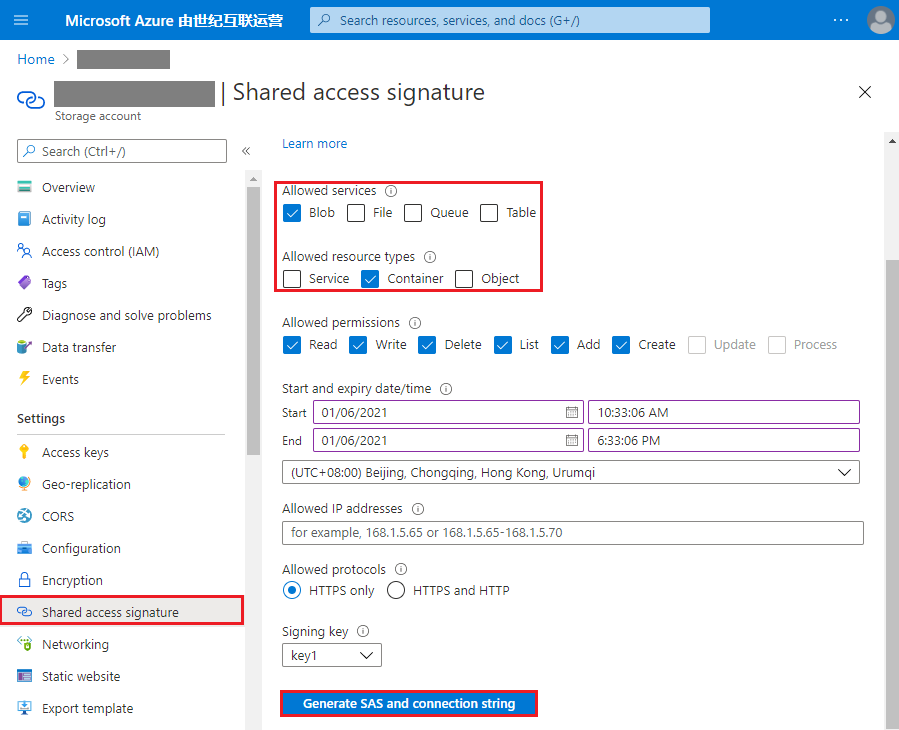 Microsoft Azure 由世纪互联运营
Search resources, services, and docs (G+/)
...
Home >
| Shared access signature
Storage account
Search (Ctrl+/)
«
Overview
Activity log
Access control (IAM)
Tags
Diagnose and solve problems
Data transfer
Events
Settings
Access keys
Geo-replication
CORS
Configuration
Encryption
Shared access signature
Networking
Static website
Export template
Learn more
Allowed services
Blob File Queue Table
Allowed resource types
Service Container Object
Allowed permissions
Read Write Delete List Add Create Update Process
Start and expiry date/time
Start 01/06/2021 10:33:06 AM
End 01/06/2021 6:33:06 PM
(UTC+08:00) Beijing, Chongqing, Hong Kong, Urumqi
Allowed IP addresses
for example, 168.1.5.65 or 168.1.5.65-168.1.5.70
Allowed protocols
HTTPS only HTTPS and HTTP
Signing key
key1
Generate SAS and connection string